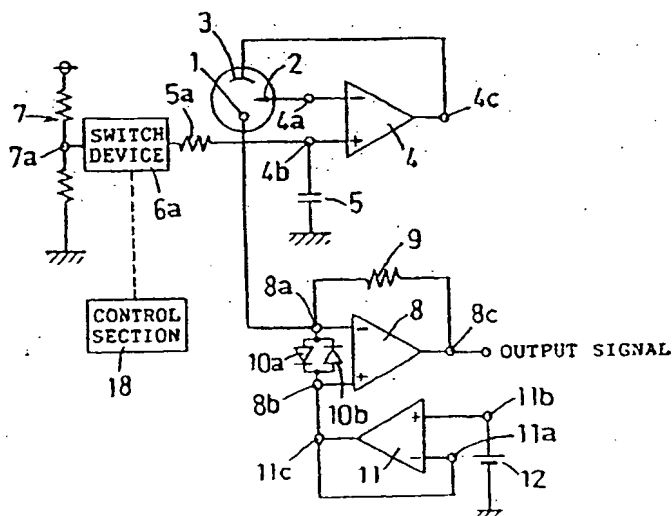 3
1
2
5a
4a
4c
7
7a
SWITCH
DEVICE
4
4b
6a
5
9
8a
8
8c
CONTROL
SECTION
OUTPUT SIGNAL
10a
18
8b
10b
11b
11a
11c
11
12
-
+
-
+
+
-